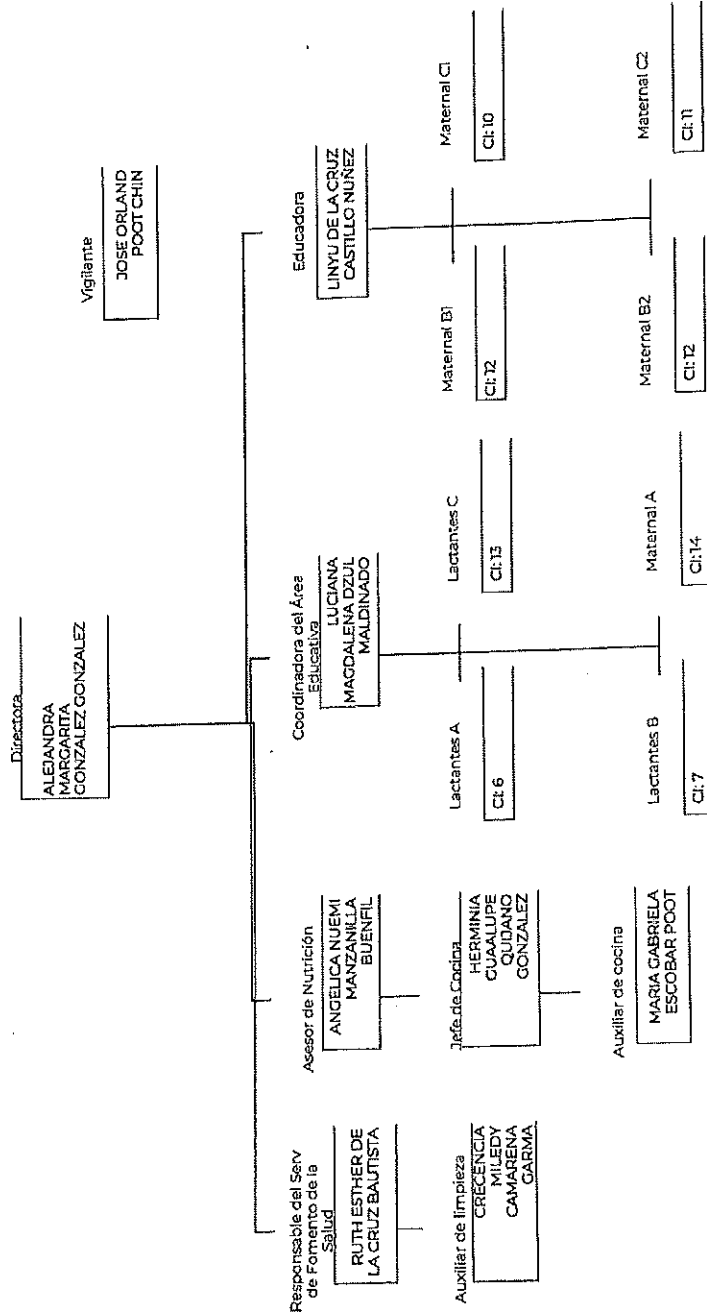 Directora
ALEJANDRA
MARGARITA
GONZALEZ GONZALEZ
Vigilante
JOSE ORLAND
POOT CHIN
Responsable del Serv
de Fomento de la
Salud
RUTH ESTHER DE
LA CRUZ BAUTISTA
Auxiliar de limpieza
CRECENCIA
MILEDY
CAMARENA
GARMA
Asesor de Nutrición
ANGELICA NUEMI
MANZANILLA
BUENFIL
Jefe de Cocina
HERMINIA
GUAALUPE
QUIJANO
GONZALEZ
Auxiliar de cocina
MARIA GABRIELA
ESCOBAR POOT
Coordinadora del Área
Educativa
LUCIANA
MAGDALENA DZUL
MALDINADO
Lactantes A
CI: 6
Lactantes C
CI: 13
Lactantes B
CI: 7
Maternal A
CI:14
Educadora
LINYU DE LA CRUZ
CASTILLO NUÑEZ
Maternal B1
CI: 12
Maternal C1
CI: 10
Maternal B2
CI: 12
Maternal C2
CI: 11